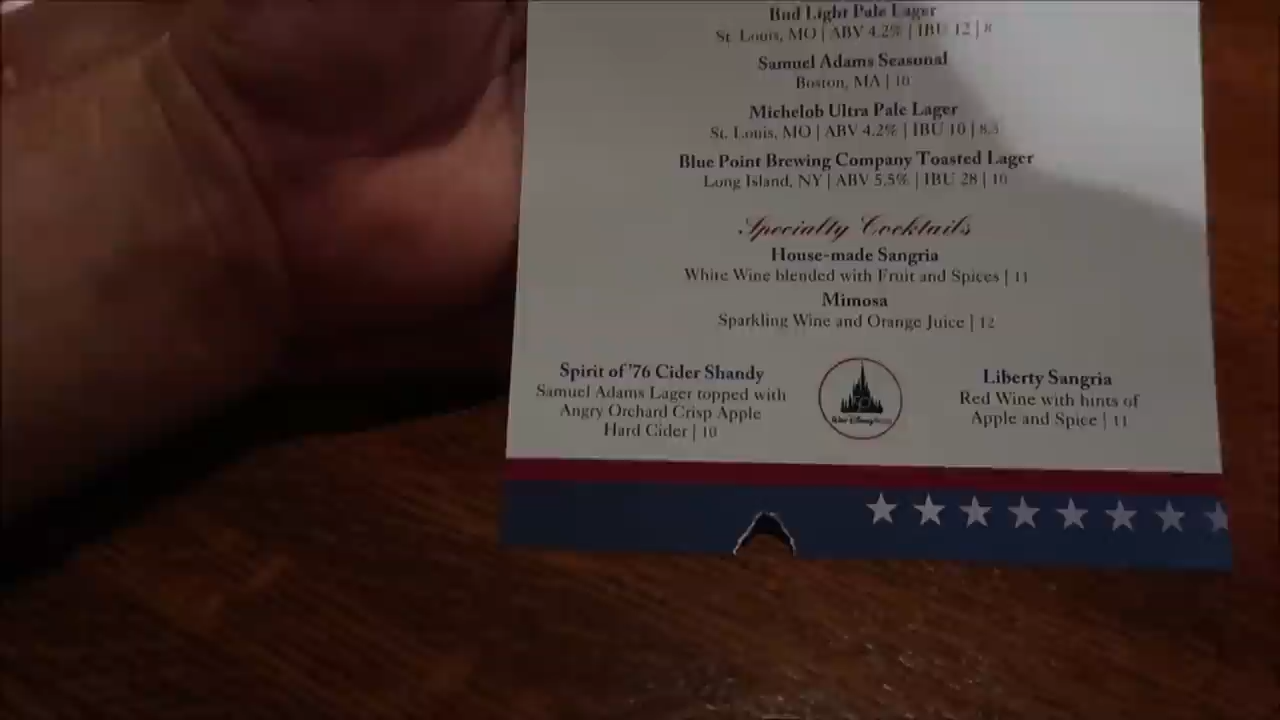 Bud Light Pale Lager
St. Louis, MO | ABV 4.2% | IBU 12 | 8
Samuel Adams Seasonal
Boston, MA | 10
Michelob Ultra Pale Lager
St. Louis, MO | ABV 4.2% | IBU 10 | 8.5
Blue Point Brewing Company Toasted Lager
Long Island, NY | ABV 5.5% | IBU 28 | 10
Specialty Cocktails
House-made Sangria
White Wine blended with Fruit and Spices | 11
Mimosa
Sparkling Wine and Orange Juice | 12
Spirit of '76 Cider Shandy
Samuel Adams Lager topped with
Angry Orchard Crisp Apple
Hard Cider | 10
50
Walt Disney World
Liberty Sangria
Red Wine with hints of
Apple and Spice | 11